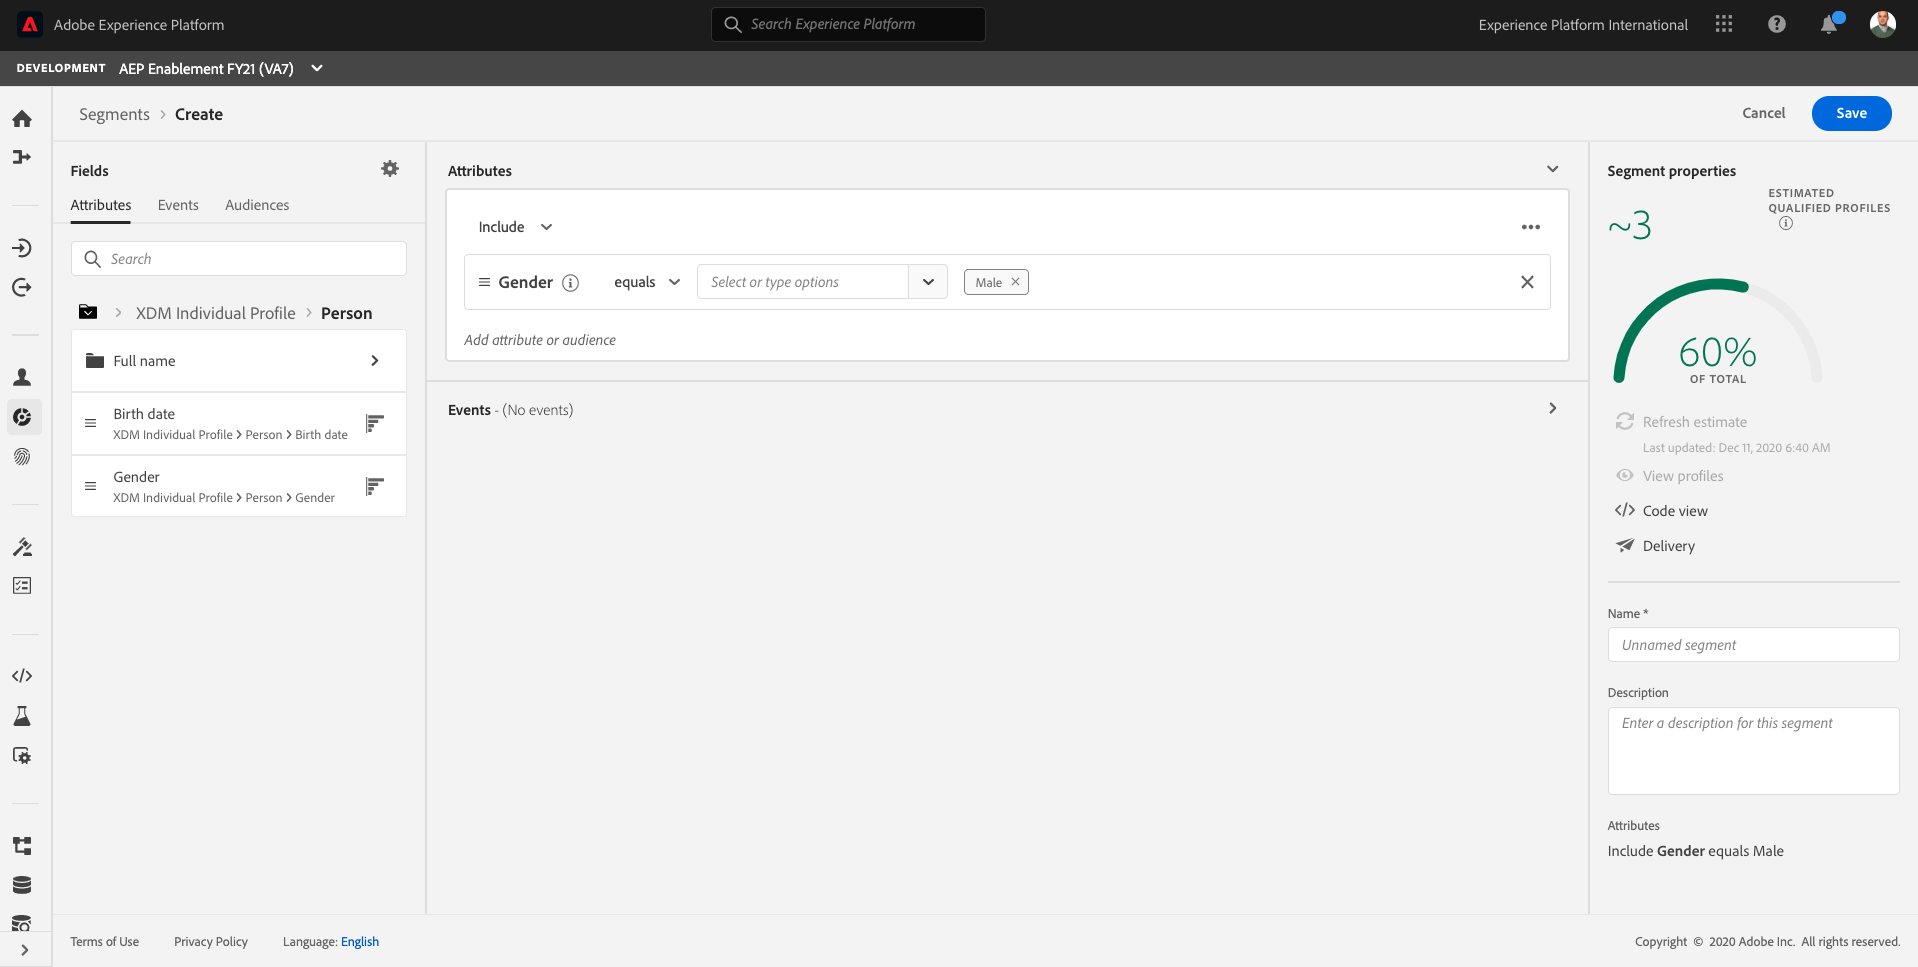 Adobe Experience Platform
Search Experience Platform
Experience Platform International
DEVELOPMENT AEP Enablement FY21 (VA7)
Segments > Create
Cancel
Save
Fields
Attributes Events Audiences
Search
XDM Individual Profile > Person
Full name
Birth date
XDM Individual Profile > Person > Birth date
Gender
XDM Individual Profile > Person > Gender
Attributes
Include
Gender equals Select or type options Male
Add attribute or audience
Events - (No events)
Segment properties
~3
ESTIMATED
QUALIFIED PROFILES
60%
OF TOTAL
Refresh estimate
Last updated: Dec 11, 2020 6:40 AM
View profiles
Code view
Delivery
Name *
Unnamed segment
Description
Enter a description for this segment
Attributes
Include Gender equals Male
Terms of Use Privacy Policy Language: English
Copyright © 2020 Adobe Inc. All rights reserved.